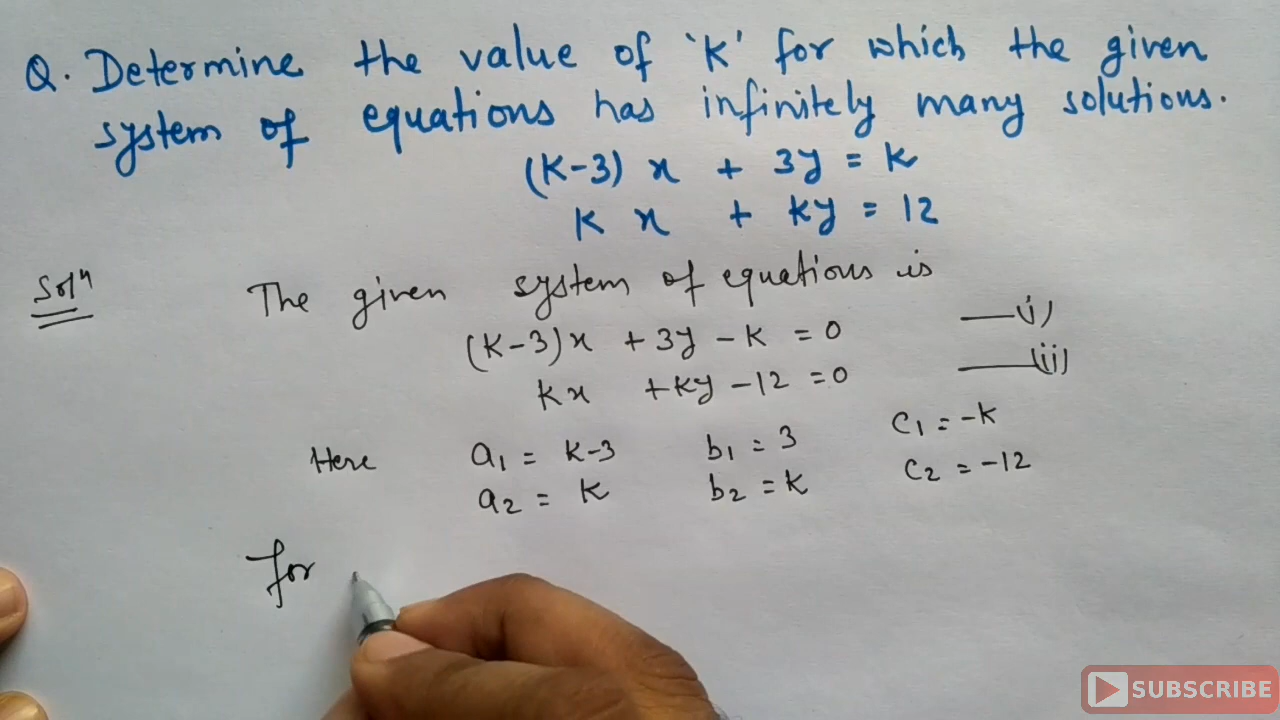 Q. Determine the value of 'K' for which the given
system of equations has infinitely many solutions.
(K-3) x + 3y = K
K x + Ky = 12
Solⁿ
The given system of equations is
(K-3)x + 3y - K = 0 —(i)
Kx + Ky - 12 = 0 —(ii)
Here a₁ = K-3 b₁ = 3 c₁ = -K
a₂ = K b₂ = K c₂ = -12
For
SUBSCRIBE